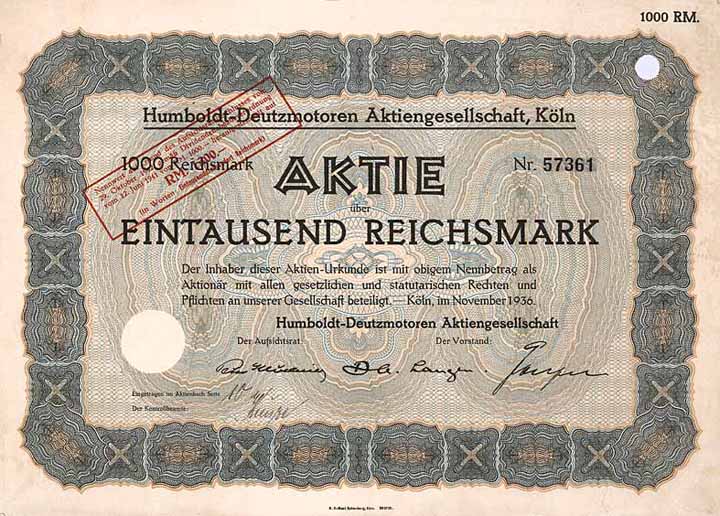 1000 RM.
Humboldt-Deutzmotoren Aktiengesellschaft, Köln
1000 Reichsmark
AKTIE
Nr. 57361
über
EINTAUSEND REICHSMARK
Der Inhaber dieser Aktien-Urkunde ist mit obigem Nennbetrag als
Aktionär mit allen gesetzlichen und statutarischen Rechten und
Pflichten an unserer Gesellschaft beteiligt. — Köln, im November 1936.
Humboldt-Deutzmotoren Aktiengesellschaft
Der Aufsichtsrat:
Der Vorstand:
Eingetragen im Aktienbuch Seite
Der Kontrollbeamte: